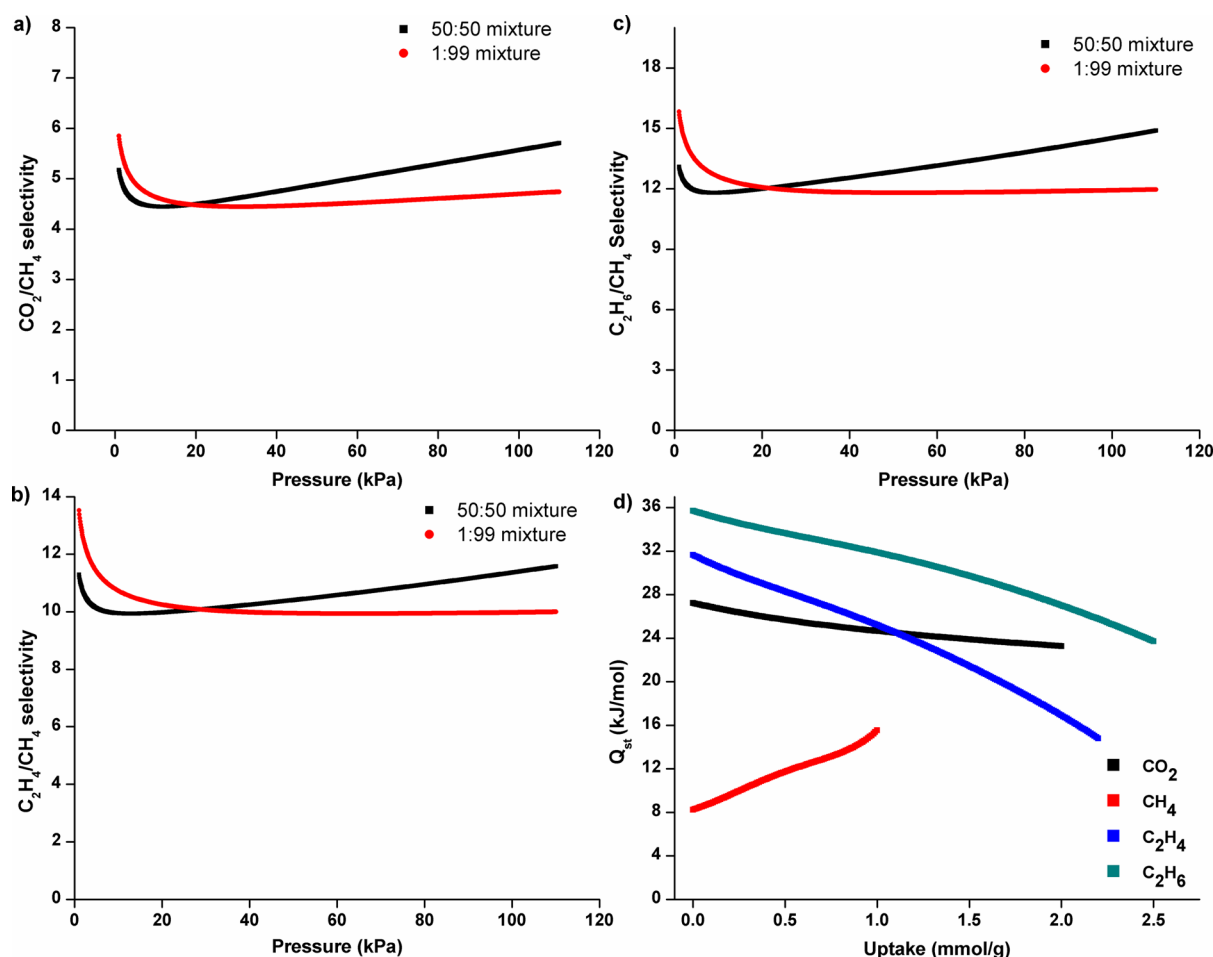 a)
50:50 mixture
1:99 mixture
8
7
6
5
4
3
2
1
0
CO₂/CH₄ selectivity
0 20 40 60 80 100 120
Pressure (kPa)
c)
50:50 mixture
1:99 mixture
18
15
12
9
6
3
0
C₂H₆/CH₄ Selectivity
0 20 40 60 80 100 120
Pressure (kPa)
b)
50:50 mixture
1:99 mixture
14
12
10
8
6
4
2
0
C₂H₄/CH₄ selectivity
0 20 40 60 80 100 120
Pressure (kPa)
d)
36
32
28
24
20
16
12
8
4
0
Qst (kJ/mol)
CO₂
CH₄
C₂H₄
C₂H₆
0.0 0.5 1.0 1.5 2.0 2.5
Uptake (mmol/g)